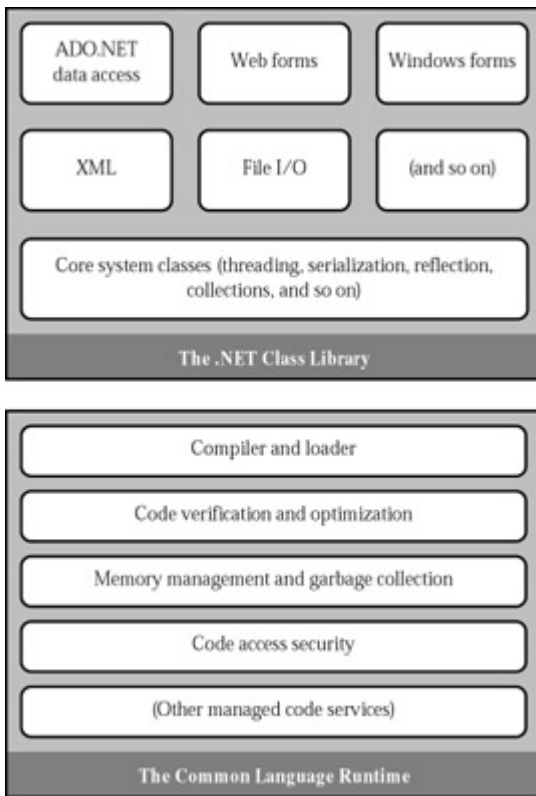 ADO.NET
data access
Web forms
Windows forms
XML
File I/O
(and so on)
Core system classes (threading, serialization, reflection,
collections, and so on)
The .NET Class Library
Compiler and loader
Code verification and optimization
Memory management and garbage collection
Code access security
(Other managed code services)
The Common Language Runtime